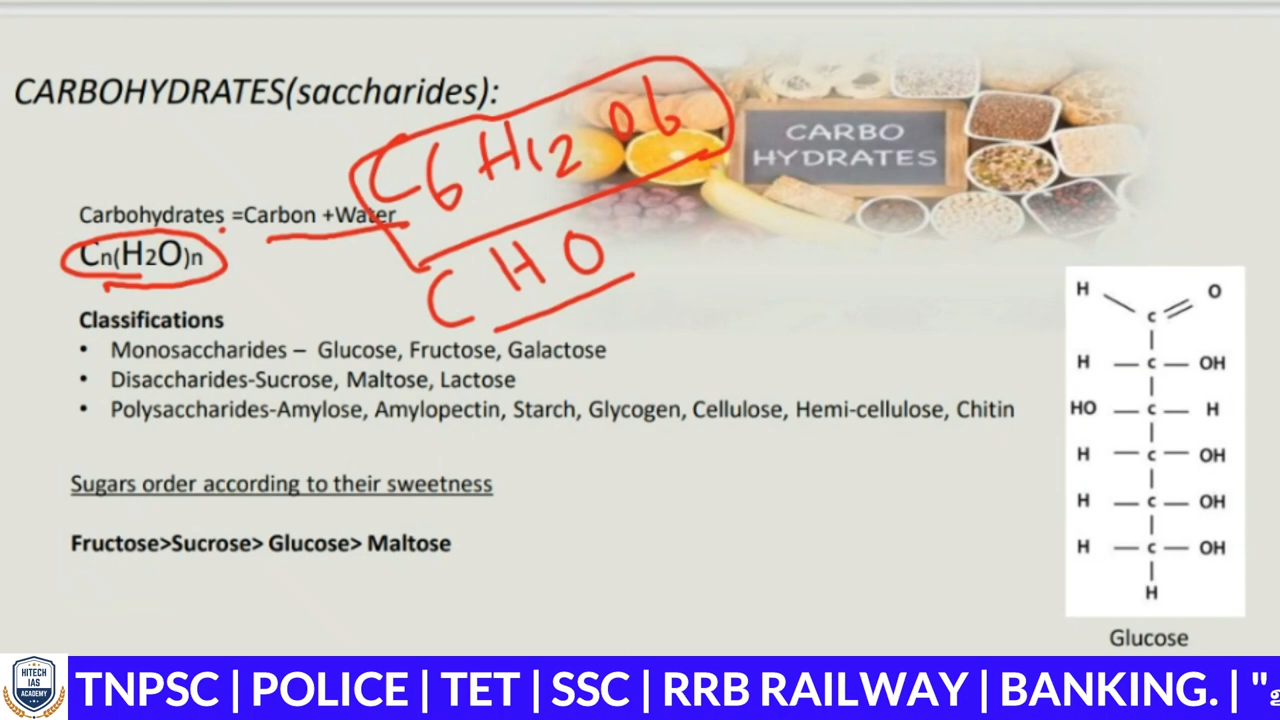 CARBOHYDRATES(saccharides):
C6H12O6
CARBO
HYDRATES
Carbohydrates =Carbon +Water
Cn(H2O)n
C H O
Classifications
• Monosaccharides – Glucose, Fructose, Galactose
• Disaccharides-Sucrose, Maltose, Lactose
• Polysaccharides-Amylose, Amylopectin, Starch, Glycogen, Cellulose, Hemi-cellulose, Chitin
Sugars order according to their sweetness
Fructose>Sucrose> Glucose> Maltose
H O
C
H — C — OH
HO — C — H
H — C — OH
H — C — OH
H — C — OH
H
Glucose
HITECH
IAS
ACADEMY
TNPSC | POLICE | TET | SSC | RRB RAILWAY | BANKING. | "